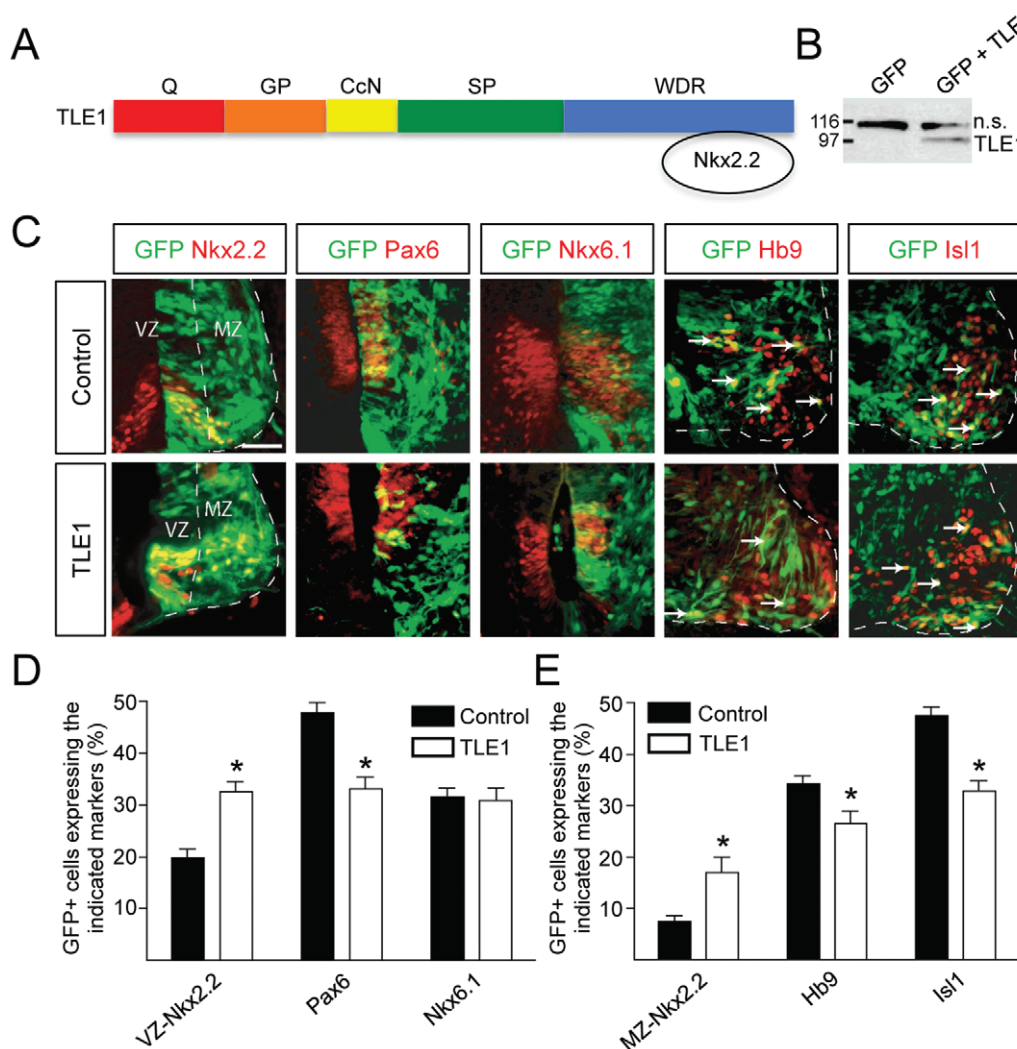 A
Q GP CcN SP WDR
TLE1
Nkx2.2
B
GFP GFP + TLE
116 n.s.
97 TLE1
C
GFP Nkx2.2 GFP Pax6 GFP Nkx6.1 GFP Hb9 GFP Isl1
Control
VZ MZ
TLE1
VZ MZ
D
GFP+ cells expressing the
indicated markers (%)
50
40
30
20
10
Control
TLE1
* *
VZ-Nkx2.2 Pax6 Nkx6.1
E
GFP+ cells expressing the
indicated markers (%)
50
40
30
20
10
Control
TLE1
* * *
MZ-Nkx2.2 Hb9 Isl1